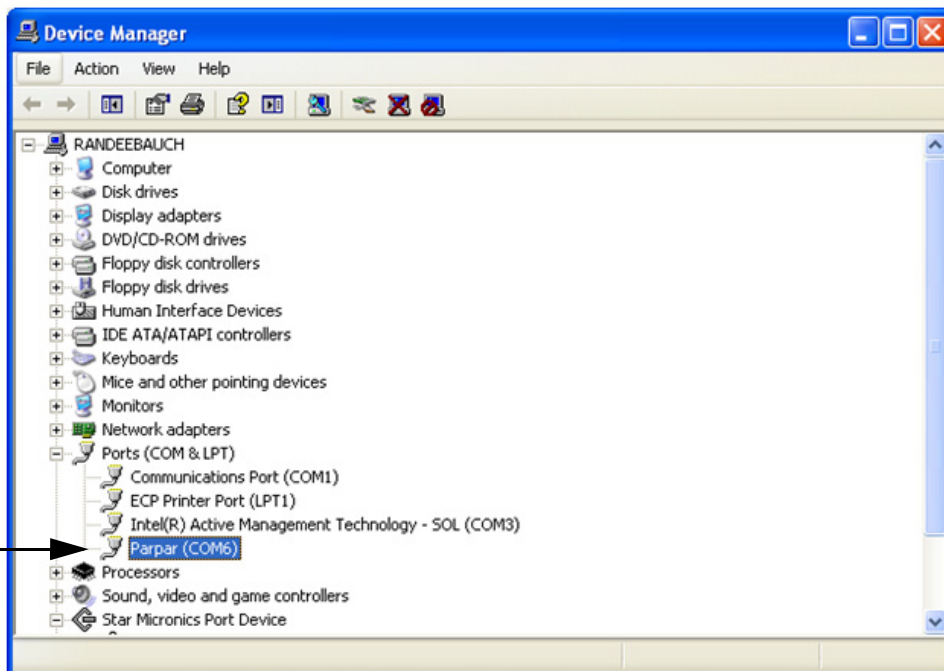 Device Manager
File Action View Help
RANDEEBAUCH
Computer
Disk drives
Display adapters
DVD/CD-ROM drives
Floppy disk controllers
Floppy disk drives
Human Interface Devices
IDE ATA/ATAPI controllers
Keyboards
Mice and other pointing devices
Monitors
Network adapters
Ports (COM & LPT)
Communications Port (COM1)
ECP Printer Port (LPT1)
Intel(R) Active Management Technology - SOL (COM3)
Parpar (COM6)
Processors
Sound, video and game controllers
Star Micronics Port Device